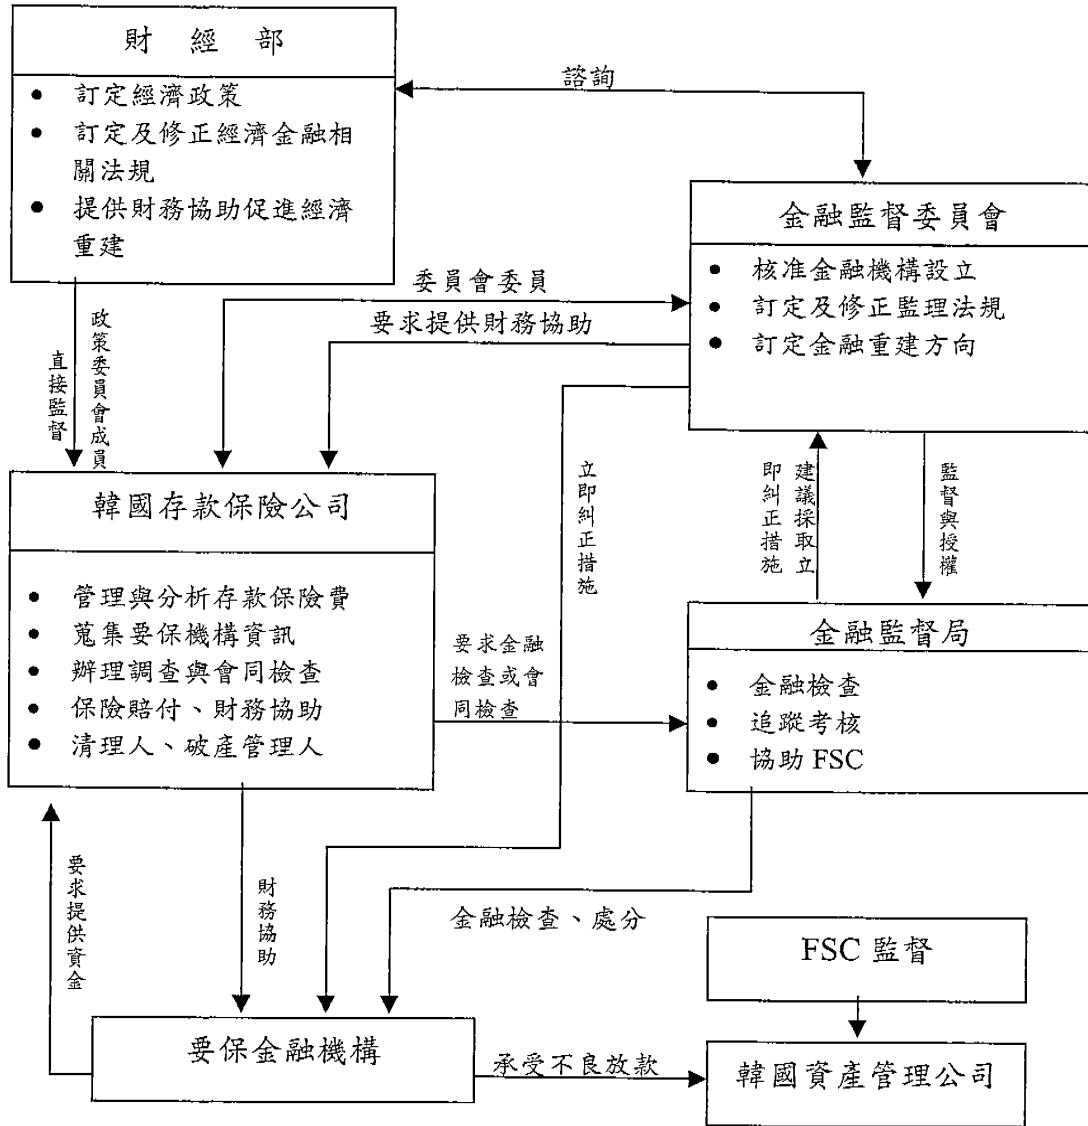 財 經 部
● 訂定經濟政策
● 訂定及修正經濟金融相
關法規
● 提供財務協助促進經濟
重建
諮詢
金融監督委員會
● 核准金融機構設立
● 訂定及修正監理法規
● 訂定金融重建方向
委員會委員
要求提供財務協助
政策委員會成員
直接監督
韓國存款保險公司
● 管理與分析存款保險費
● 蒐集要保機構資訊
● 辦理調查與會同檢查
● 保險賠付、財務協助
● 清理人、破產管理人
立即糾正措施
建議採取立
即糾正措施
監督與授權
要求金融
檢查或會
同檢查
金融監督局
● 金融檢查
● 追蹤考核
● 協助 FSC
要求提供資金
財務協助
金融檢查、處分
FSC 監督
要保金融機構
承受不良放款
韓國資產管理公司